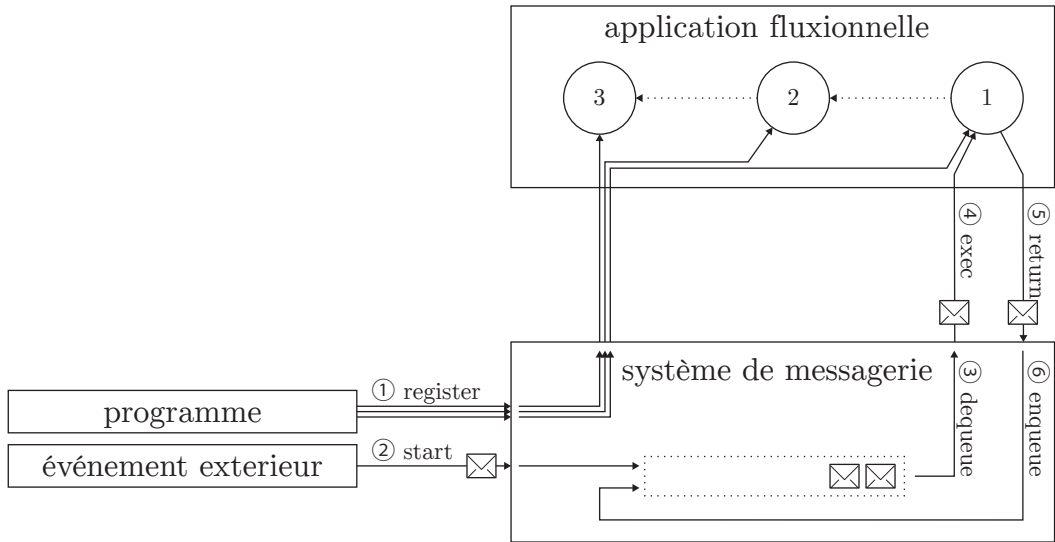 application fluxionnelle
3
2
1
④ exec
⑤ return
système de messagerie
① register
programme
② start
événement exterieur
③ dequeue
⑥ enqueue